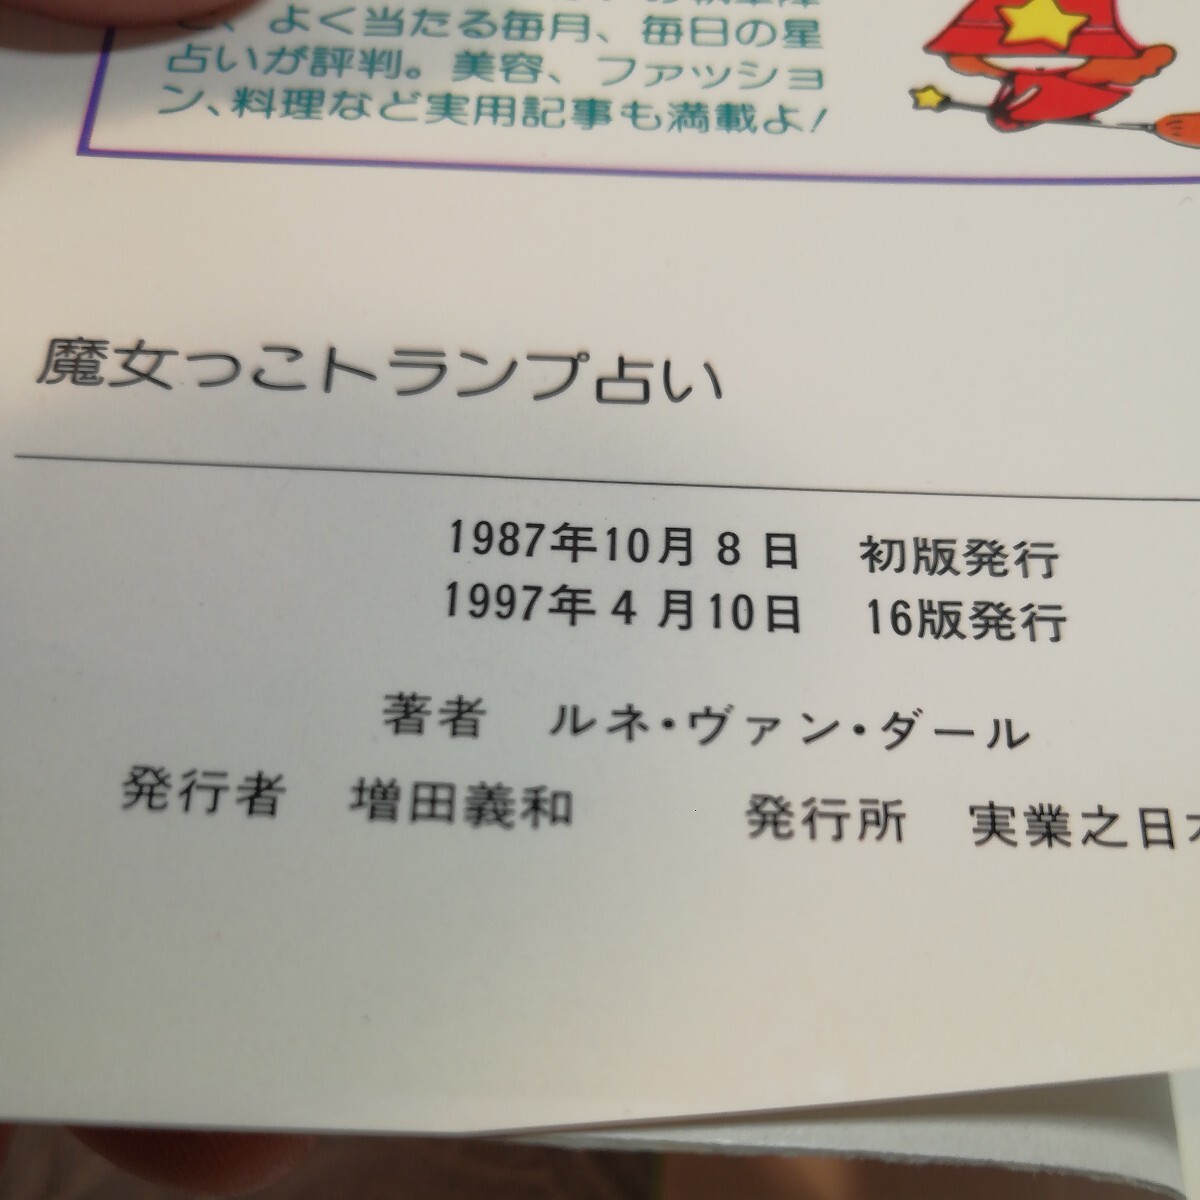 、よく当たる毎月、毎日の星
占いが評判。美容、ファッショ
ン、料理など実用記事も満載よ!
魔女っこトランプ占い
1987年10月8日 初版発行
1997年4月10日 16版発行
著者 ルネ・ヴァン・ダール
発行者 増田義和 発行所 実業之日本